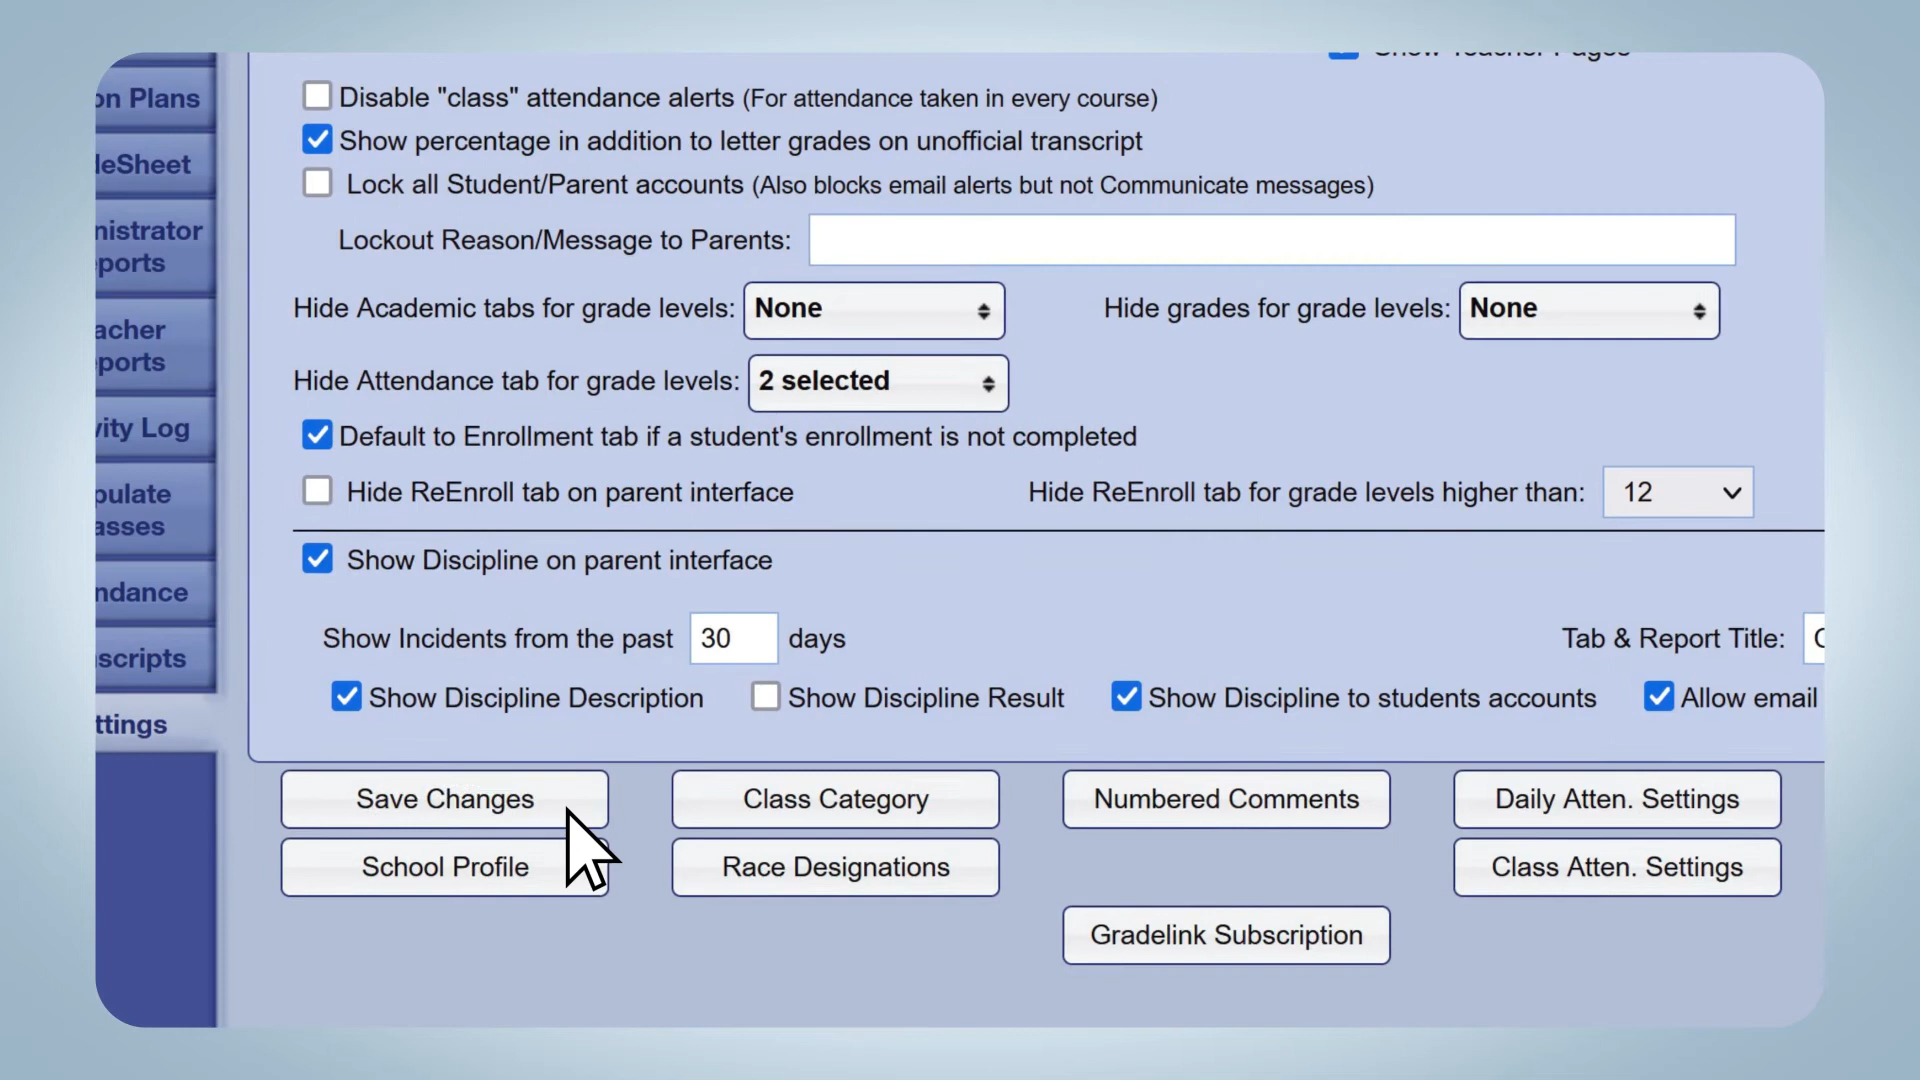 on Plans
eSheet
nistrator
ports
acher
ports
vity Log
pulate
asses
ndance
scripts
ttings
Show Teacher Pages
Disable "class" attendance alerts (For attendance taken in every course)
Show percentage in addition to letter grades on unofficial transcript
Lock all Student/Parent accounts (Also blocks email alerts but not Communicate messages)
Lockout Reason/Message to Parents:
Hide Academic tabs for grade levels: None Hide grades for grade levels: None
Hide Attendance tab for grade levels: 2 selected
Default to Enrollment tab if a student's enrollment is not completed
Hide ReEnroll tab on parent interface Hide ReEnroll tab for grade levels higher than: 12
Show Discipline on parent interface
Show Incidents from the past 30 days Tab & Report Title:
Show Discipline Description Show Discipline Result Show Discipline to students accounts Allow email
Save Changes Class Category Numbered Comments Daily Atten. Settings
School Profile Race Designations Class Atten. Settings
Gradelink Subscription